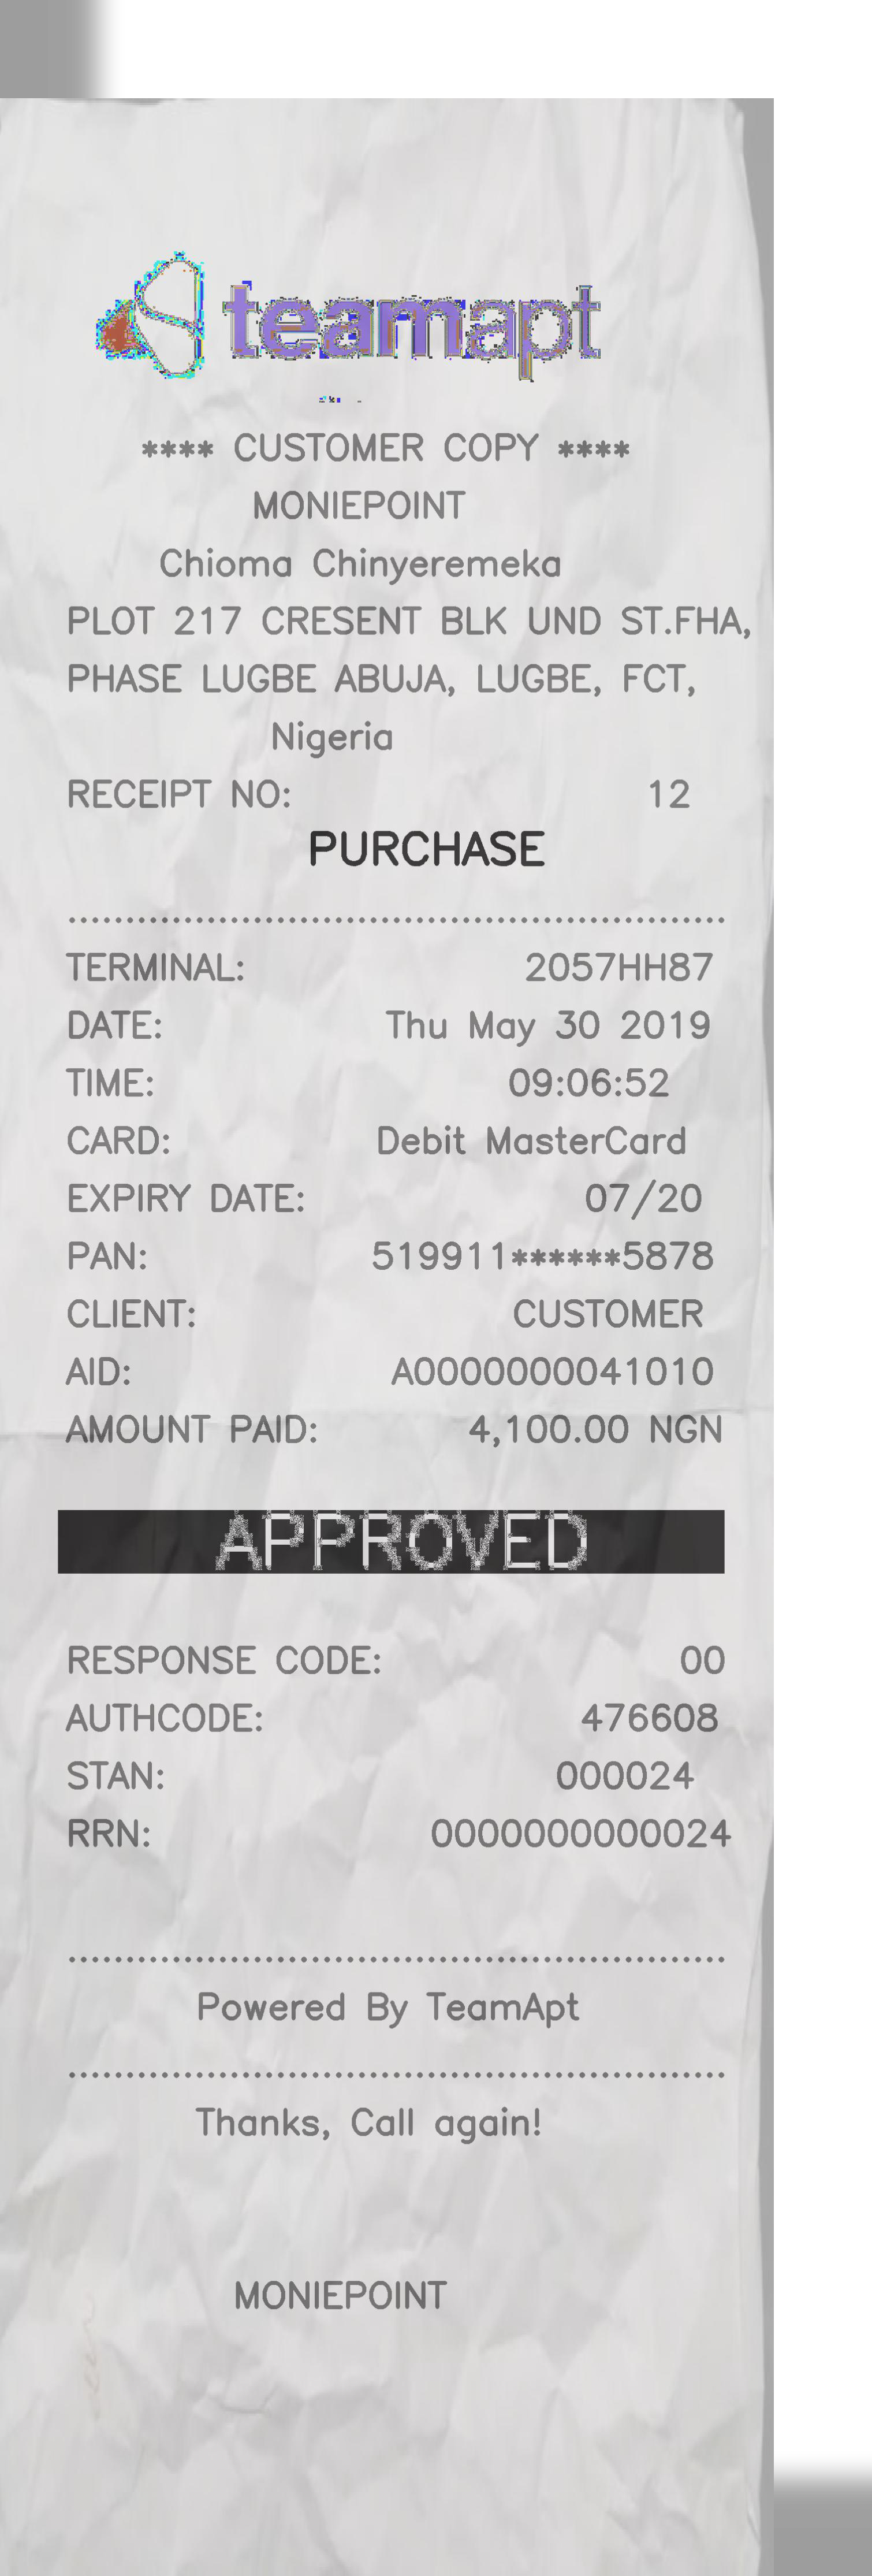 teamapt
**** CUSTOMER COPY ****
MONIEPOINT
Chioma Chinyeremeka
PLOT 217 CRESENT BLK UND ST.FHA,
PHASE LUGBE ABUJA, LUGBE, FCT,
Nigeria
RECEIPT NO: 12
PURCHASE
TERMINAL: 2057HH87
DATE: Thu May 30 2019
TIME: 09:06:52
CARD: Debit MasterCard
EXPIRY DATE: 07/20
PAN: 519911******5878
CLIENT: CUSTOMER
AID: A0000000041010
AMOUNT PAID: 4,100.00 NGN
APPROVED
RESPONSE CODE: 00
AUTHCODE: 476608
STAN: 000024
RRN: 0000000000024
Powered By TeamApt
Thanks, Call again!
MONIEPOINT